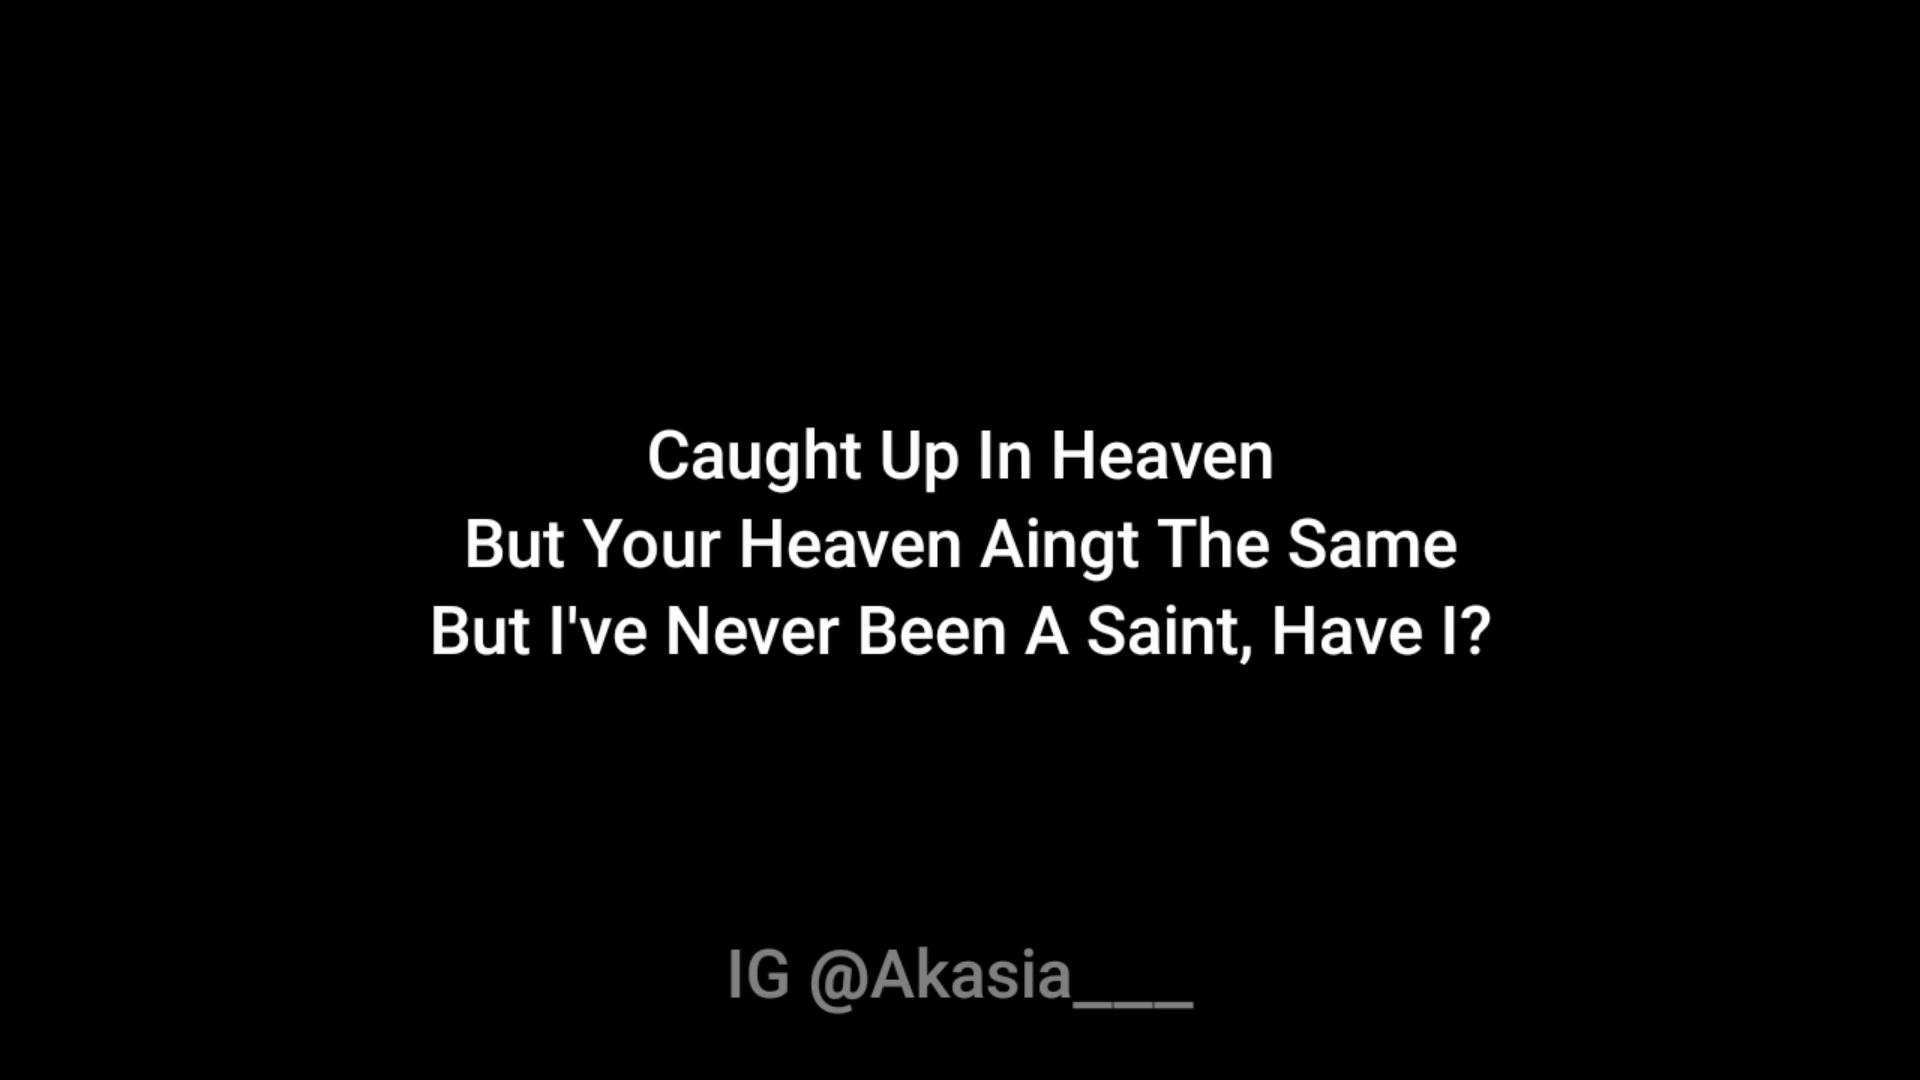 Caught Up In Heaven
But Your Heaven Aingt The Same
But I've Never Been A Saint, Have I?
IG @Akasia___